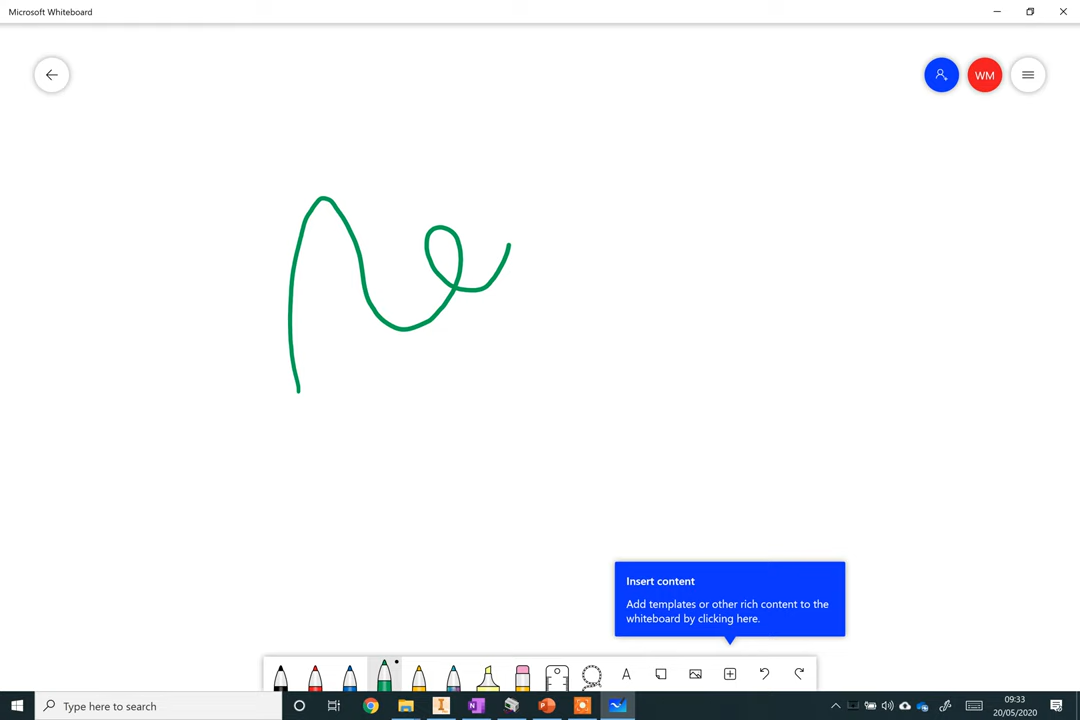 Microsoft Whiteboard
WM
Insert content
Add templates or other rich content to the
whiteboard by clicking here.
A
Type here to search
09:33
20/05/2020